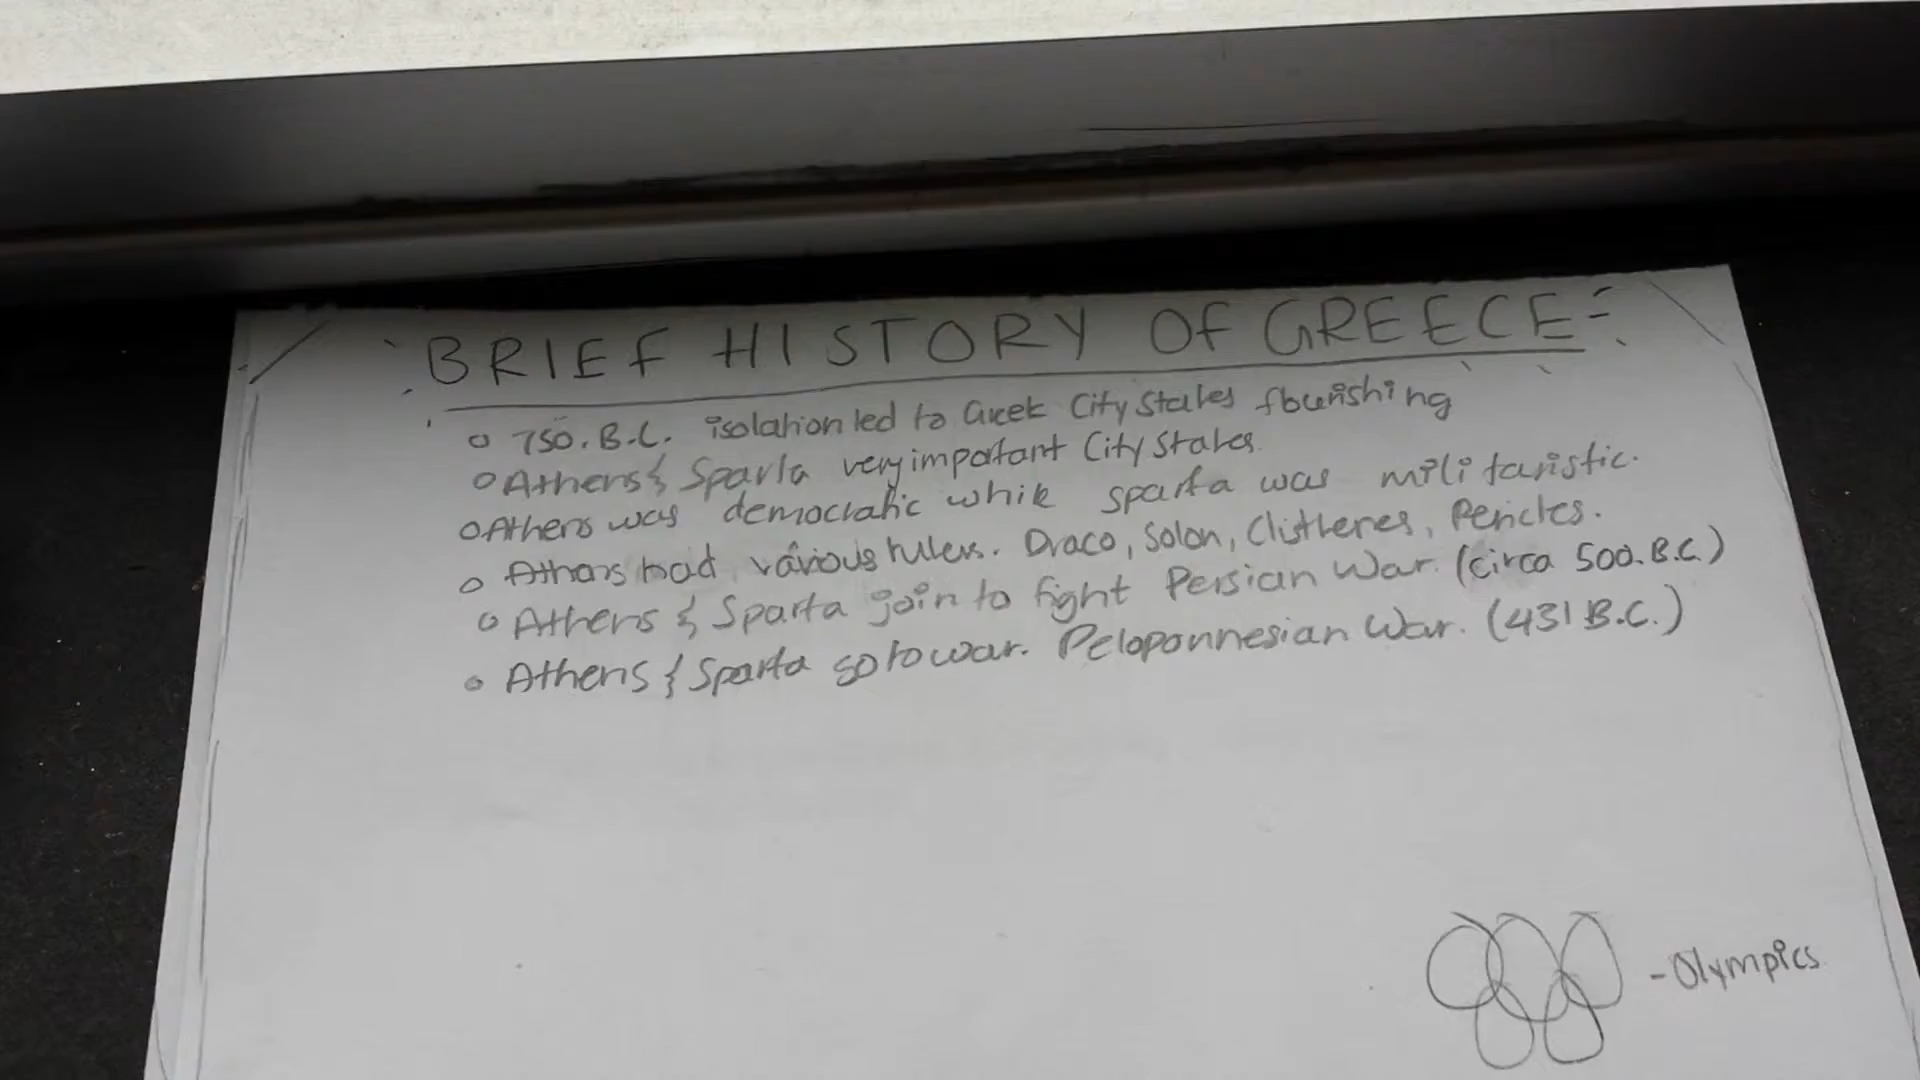 BRIEF HISTORY OF GREECE
750. B.C. isolation led to Greek City States flourishing
Athens & Sparta very important City States.
Athens was democratic while sparta was militaristic.
Athens had various rulers. Draco, Solon, Clisthenes, Pericles.
Athens & Sparta join to fight Persian War. (circa 500. B.C.)
Athens & Sparta go to war. Peloponnesian War. (431 B.C.)
- Olympics